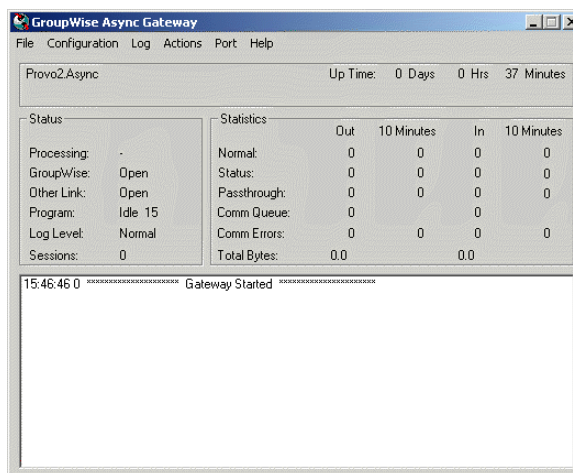 GroupWise Async Gateway
File Configuration Log Actions Port Help
Provo2.Async Up Time: 0 Days 0 Hrs 37 Minutes
Status Statistics
Out 10 Minutes In 10 Minutes
Processing: - Normal: 0 0 0 0
GroupWise: Open Status: 0 0 0 0
Other Link: Open Passthrough: 0 0 0 0
Program: Idle 15 Comm Queue: 0 0
Log Level: Normal Comm Errors: 0 0 0 0
Sessions: 0 Total Bytes: 0.0 0.0
15:46:46 0 ********************** Gateway Started ***********************